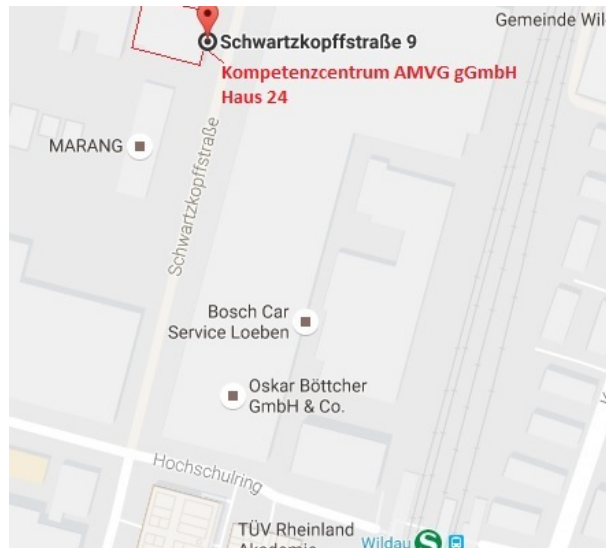 Gemeinde Wil
Schwartzkopffstraße 9
Kompetenzcentrum AMVG gGmbH
Haus 24
MARANG
Schwartzkopffstraße
Bosch Car
Service Loeben
Oskar Böttcher
GmbH & Co.
Hochschulring
TÜV Rheinland
Akademie
Wildau S